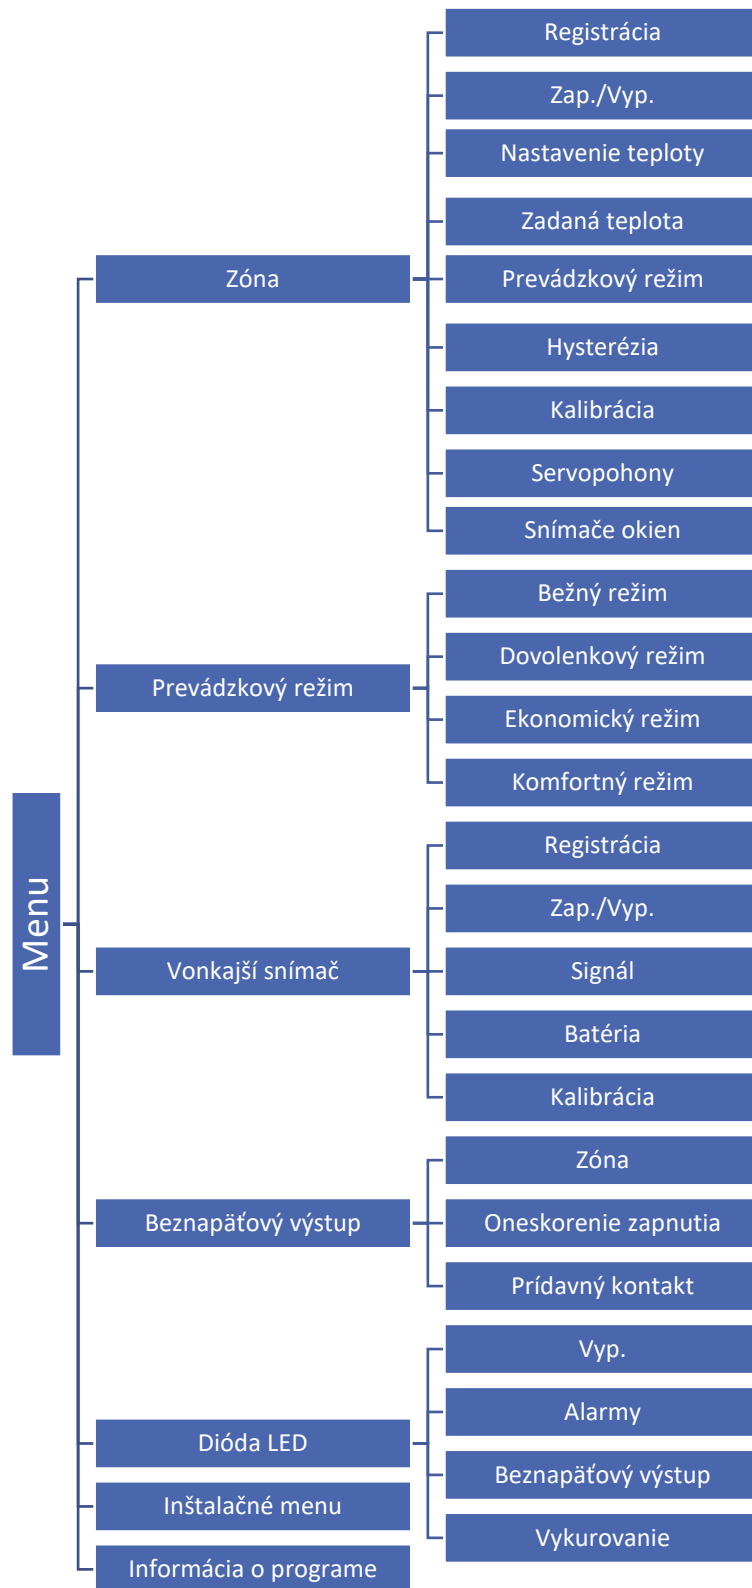 Menu
Zóna
Registrácia
Zap./Vyp.
Nastavenie teploty
Zadaná teplota
Prevádzkový režim
Hysterézia
Kalibrácia
Servopohony
Snímače okien
Prevádzkový režim
Bežný režim
Dovolenkový režim
Ekonomický režim
Komfortný režim
Vonkajší snímač
Registrácia
Zap./Vyp.
Signál
Batéria
Kalibrácia
Beznapäťový výstup
Zóna
Oneskorenie zapnutia
Prídavný kontakt
Dióda LED
Vyp.
Alarmy
Beznapäťový výstup
Vykurovanie
Inštalačné menu
Informácia o programe